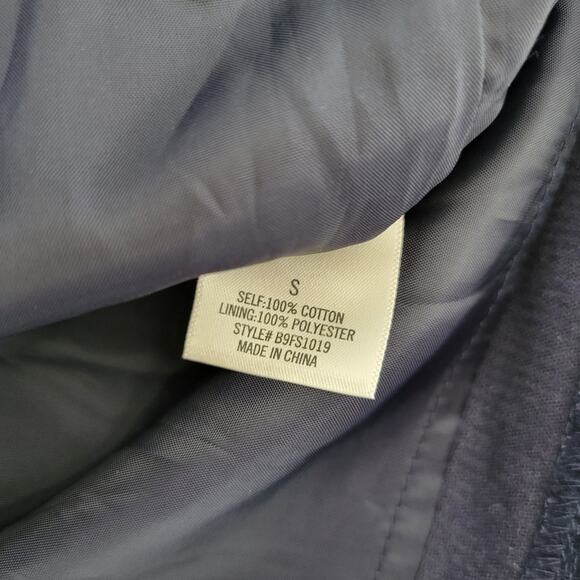 S
SELF:100% COTTON
LINING:100% POLYESTER
STYLE# B9FS1019
MADE IN CHINA